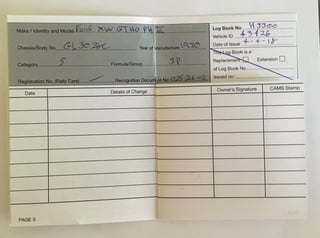 Make / Identity and Model Ford XW GTHO PH II
Log Book No H3300
Vehicle ID 43426
Chassis/Body No. Year of Manufacture 1970
Date of Issue 4-4-18
This Log Book is a
Category 5 Formula/Group 3P
Replacement Extension
of Log Book No
Registration No. (Rally Cars) Recognition Document No
Issued on
Date Details of Change Owner's Signature CAMS Stamp
PAGE 3